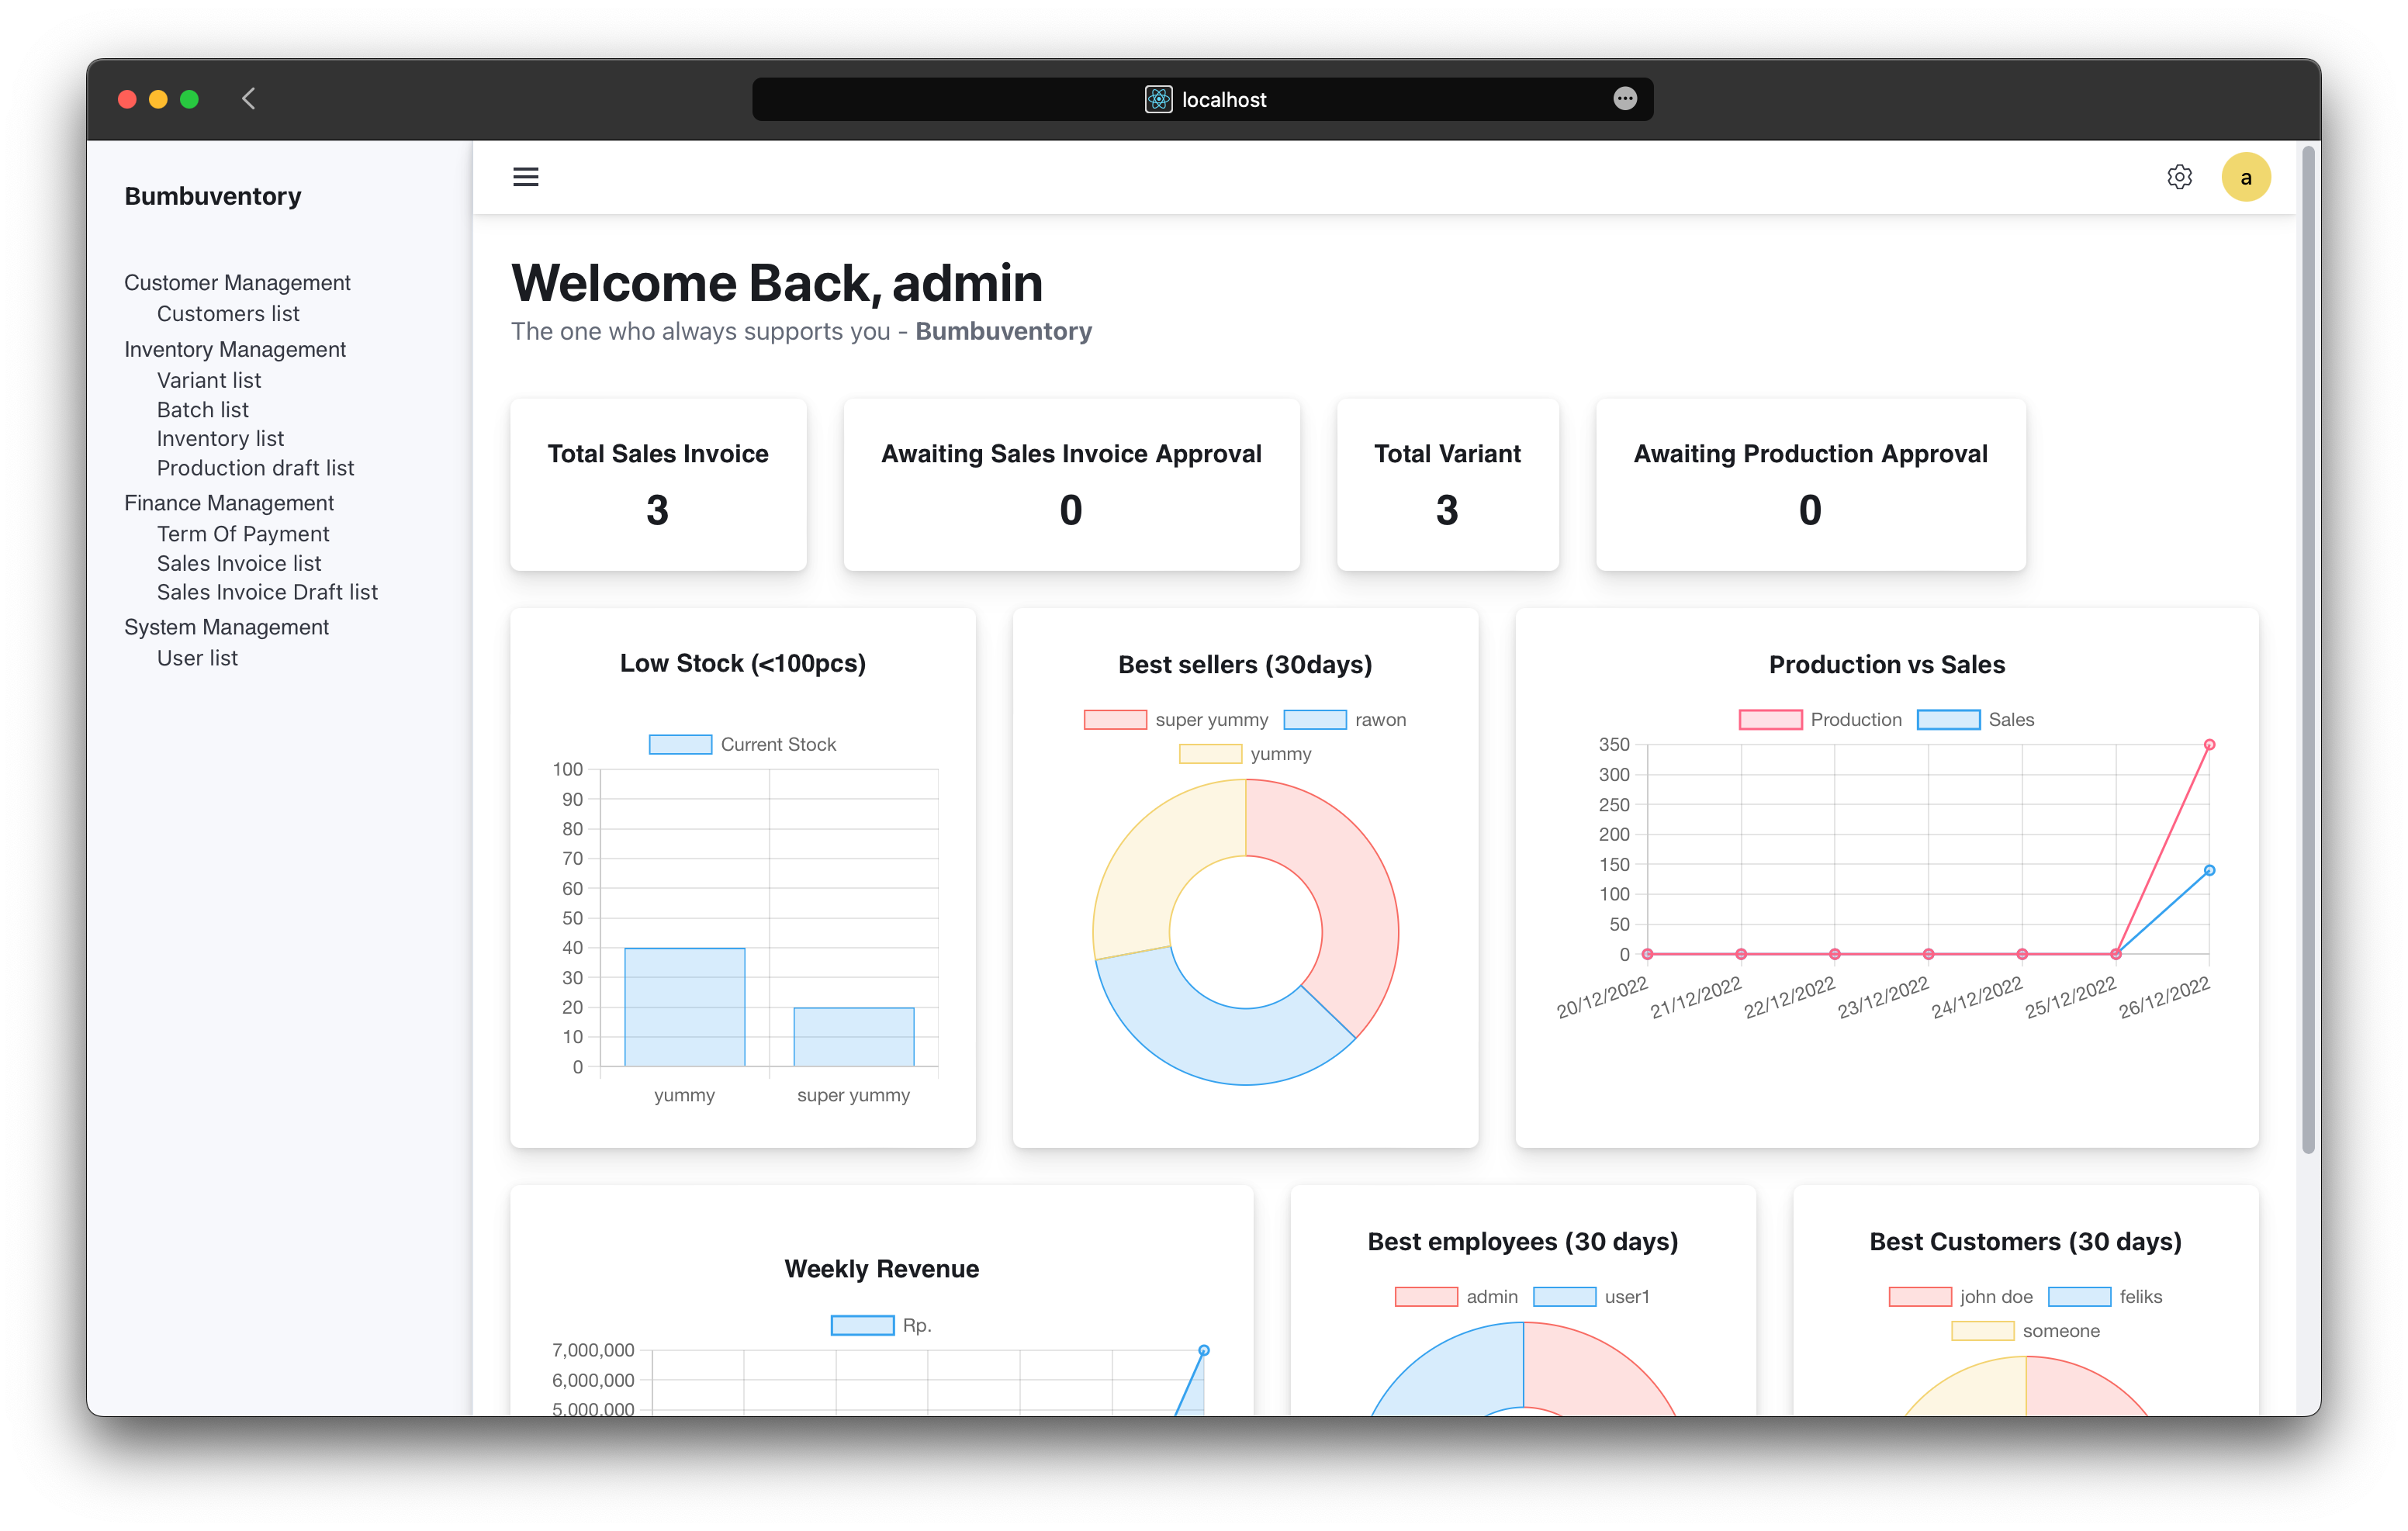 localhost
Bumbuventory
a
Customer Management
Customers list
Inventory Management
Variant list
Batch list
Inventory list
Production draft list
Finance Management
Term Of Payment
Sales Invoice list
Sales Invoice Draft list
System Management
User list
Welcome Back, admin
The one who always supports you - Bumbuventory
Total Sales Invoice
3
Awaiting Sales Invoice Approval
0
Total Variant
3
Awaiting Production Approval
0
Low Stock (<100pcs)
Current Stock
100
90
80
70
60
50
40
30
20
10
0
yummy super yummy
Best sellers (30days)
super yummy rawon
yummy
Production vs Sales
Production Sales
350
300
250
200
150
100
50
0
20/12/2022 21/12/2022 22/12/2022 23/12/2022 24/12/2022 25/12/2022 26/12/2022
Weekly Revenue
Rp.
7,000,000
6,000,000
5,000,000
Best employees (30 days)
admin user1
Best Customers (30 days)
john doe feliks
someone